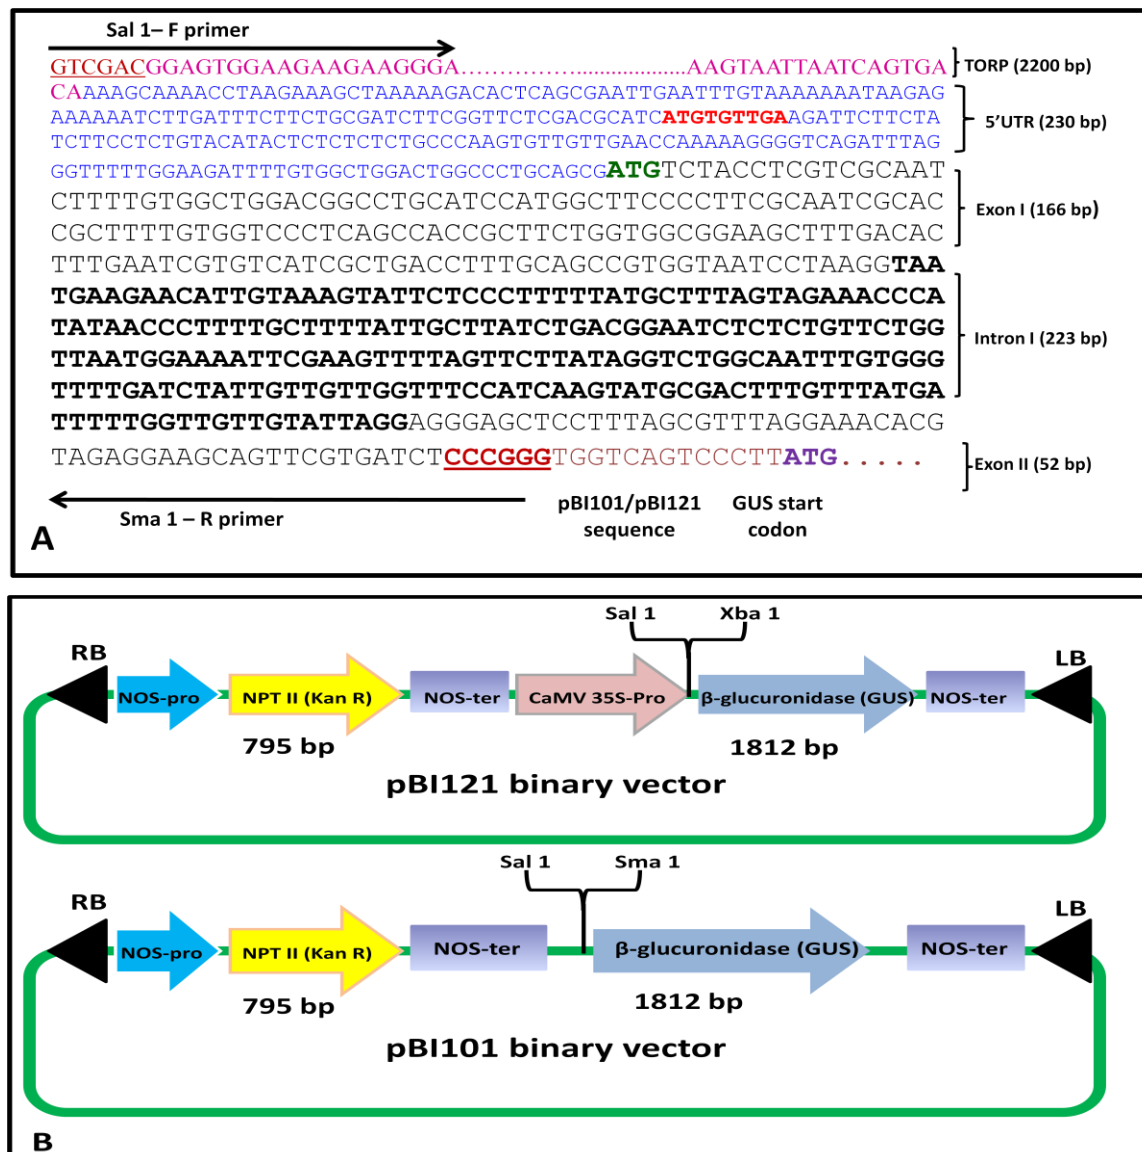 Sal 1– F primer
GTCGACGGAGTGGAAGAAGAAGGGA……………..................AAGTAATTAATCAGTGA
TORP (2200 bp)
CAAAAGCAAAACCTAAGAAAGCTAAAAAGACACTCAGCGAATTGAATTTGTAAAAAAATAAGAG
AAAAAATCTTGATTTCTTCTGCGATCTTCGGTTCTCGACGCATCATGTGTTGAAGATTCTTCTA
5'UTR (230 bp)
TCTTCCTCTGTACATACTCTCTCTCTGCCCAAGTGTTGTTGAACCAAAAAGGGGTCAGATTTAG
GGTTTTTGGAAGATTTTGTGGCTGGACTGGCCCTGCAGCGATGTCTACCTCGTCGCAAT
CTTTTGTGGCTGGACGGCCTGCATCCATGGCTTCCCCTTCGCAATCGCAC
Exon I (166 bp)
CGCTTTTGTGGTCCCTCAGCCACCGCTTCTGGTGGCGGAAGCTTTGACAC
TTTGAATCGTGTCATCGCTGACCTTTGCAGCCGTGGTAATCCTAAGGTAA
TGAAGAACATTGTAAAGTATTCTCCCTTTTTATGCTTTAGTAGAAACCCA
TATAACCCTTTTGCTTTTATTGCTTATCTGACGGAATCTCTCTGTTCTGG
Intron I (223 bp)
TTAATGGAAAATTCGAAGTTTTAGTTCTTATAGGTCTGGCAATTTGTGGG
TTTTGATCTATTGTTGTTGGTTTCCATCAAGTATGCGACTTTGTTTATGA
TTTTTGGTTGTTGTATTAGGAGGGAGCTCCTTTAGCGTTTAGGAAACACG
TAGAGGAAGCAGTTCGTGATCTCCCGGGTGGTCAGTCCCTTATG.....
Exon II (52 bp)
Sma 1 – R primer
pBI101/pBI121
sequence
GUS start
codon
A
Sal 1
Xba 1
RB
LB
NOS-pro
NPT II (Kan R)
NOS-ter
CaMV 35S-Pro
β-glucuronidase (GUS)
NOS-ter
795 bp
1812 bp
pBI121 binary vector
Sal 1
Sma 1
RB
LB
NOS-pro
NPT II (Kan R)
NOS-ter
β-glucuronidase (GUS)
NOS-ter
795 bp
1812 bp
pBI101 binary vector
B